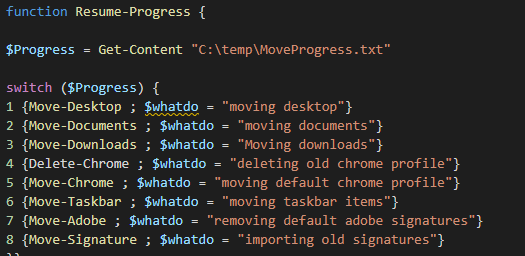 function Resume-Progress {
$Progress = Get-Content "C:\temp\MoveProgress.txt"
switch ($Progress) {
1 {Move-Desktop ; $whatdo = "moving desktop"}
2 {Move-Documents ; $whatdo = "moving documents"}
3 {Move-Downloads ; $whatdo = "Moving downloads"}
4 {Delete-Chrome ; $whatdo = "deleting old chrome profile"}
5 {Move-Chrome ; $whatdo = "moving default chrome profile"}
6 {Move-Taskbar ; $whatdo = "moving taskbar items"}
7 {Move-Adobe ; $whatdo = "removing default adobe signatures"}
8 {Move-Signature ; $whatdo = "importing old signatures"}